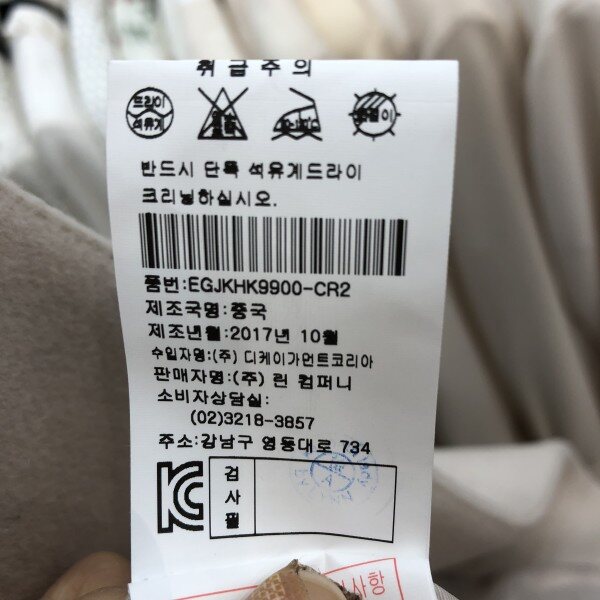 취급주의
드라이
석유계
반드시 단독 석유계드라이
크리닝하십시오.
품번:EGJKHK9900-CR2
제조국명:중국
제조년월:2017년 10월
수입자명:(주) 디케이가먼트코리아
판매자명:(주) 린 컴퍼니
소비자상담실:
(02)3218-3857
주소:강남구 영동대로 734
검
사
필
사항